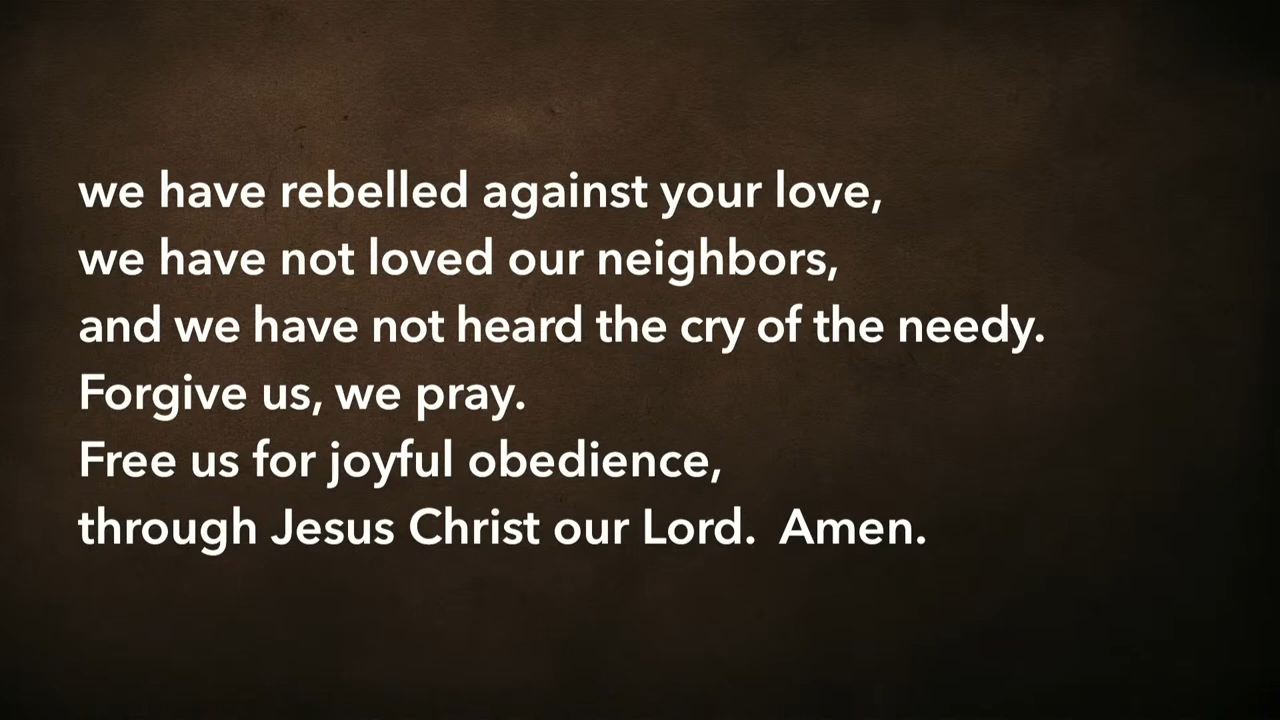 we have rebelled against your love,
we have not loved our neighbors,
and we have not heard the cry of the needy.
Forgive us, we pray.
Free us for joyful obedience,
through Jesus Christ our Lord.  Amen.